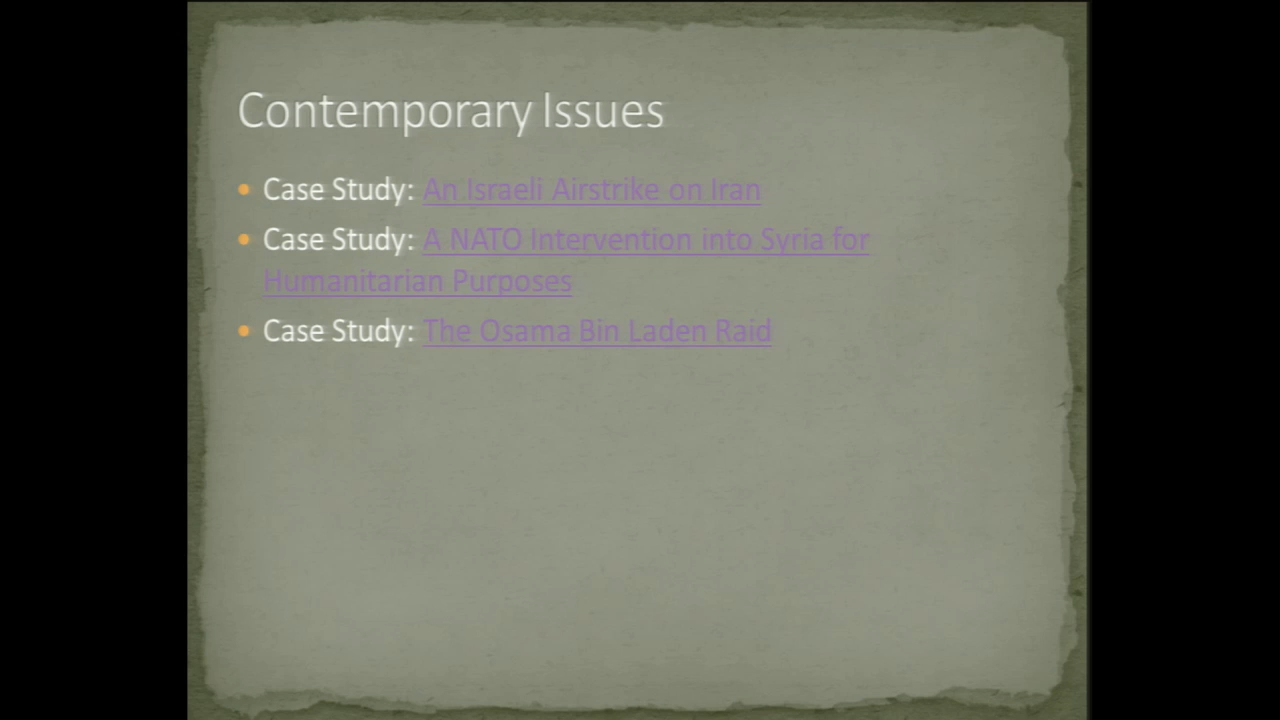 Contemporary Issues
• Case Study: An Israeli Airstrike on Iran
• Case Study: A NATO Intervention into Syria for
Humanitarian Purposes
• Case Study: The Osama Bin Laden Raid